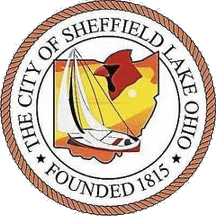 THE CITY OF SHEFFIELD LAKE OHIO
FOUNDED 1815